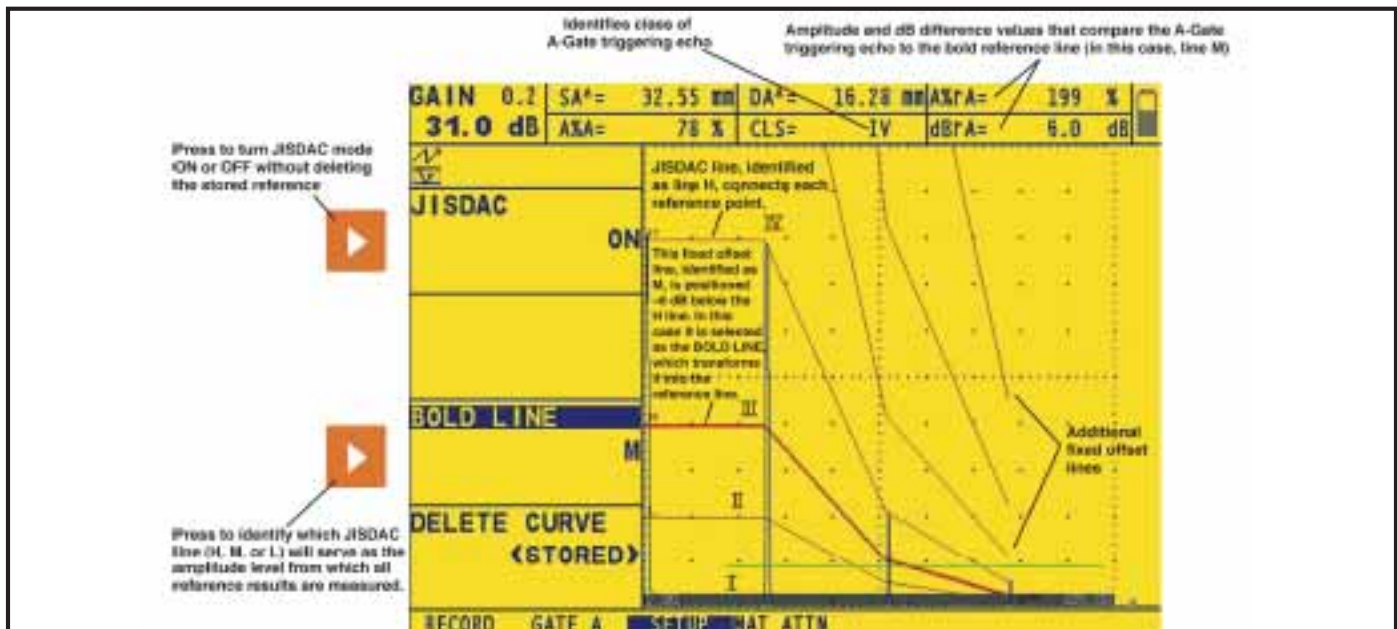 Identifies class of
A-Gate triggering echo
Amplitude and dB difference values that compare the A-Gate
triggering echo to the bold reference line (in this case, line M)
GAIN 0.2 SA^= 32.55 mm DA^= 16.28 mm A%rA= 199 %
31.0 dB A%A= 78 % CLS= IV dBrA= 6.0 dB
Press to turn JISDAC mode
ON or OFF without deleting
the stored reference
JISDAC
ON
JISDAC line, identified
as line H, connects each
reference point.
IV
This fixed offset
line, identified as
M, is positioned
-6 dB below the
H line. In this
case it is selected
as the BOLD LINE,
which transforms
it into the
reference line.
III
BOLD LINE
M
Additional
fixed offset
lines
II
Press to identify which JISDAC
line (H, M, or L) will serve as the
amplitude level from which all
reference results are measured.
DELETE CURVE
<STORED>
I
RECORD GATE A SETUP MAT ATTN